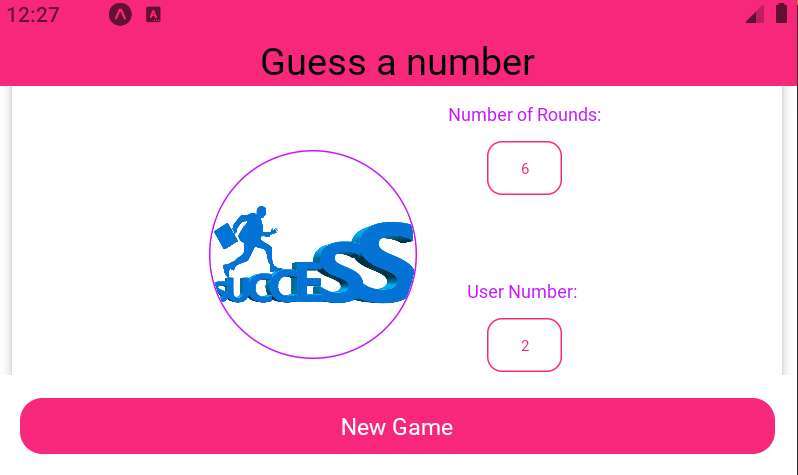 12:27
Guess a number
Number of Rounds:
6
SUCCESS
User Number:
2
New Game